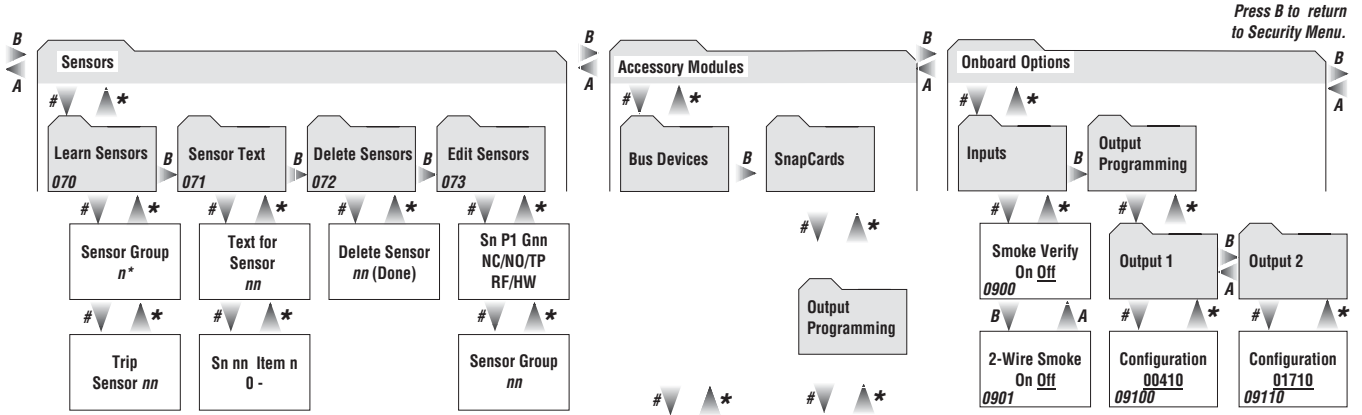 Press B to return
to Security Menu.
B
A
Sensors
# *
Learn Sensors
070
B
Sensor Text
071
B
Delete Sensors
072
B
Edit Sensors
073
# *
# *
# *
# *
Sensor Group
n*
Text for
Sensor
nn
Delete Sensor
nn (Done)
Sn P1 Gnn
NC/NO/TP
RF/HW
# *
# *
# *
Trip
Sensor nn
Sn nn Item n
0 -
Sensor Group
nn
B
A
Accessory Modules
# *
Bus Devices
B
SnapCards
# *
Output
Programming
# *
# *
B
A
Onboard Options
B
A
# *
Inputs
B
Output
Programming
# *
# *
Smoke Verify
On Off
0900
Output 1
B
A
Output 2
B
A
# *
# *
2-Wire Smoke
On Off
0901
Configuration
00410
09100
Configuration
01710
09110